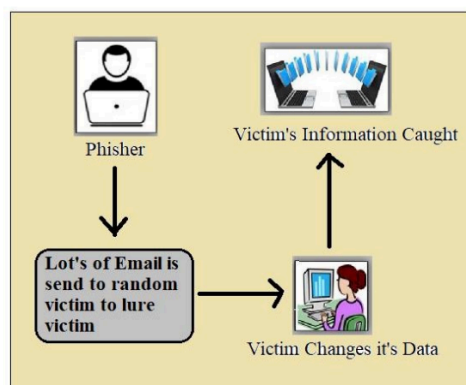 Phisher
Victim's Information Caught
Lot's of Email is
send to random
victim to lure
victim
Victim Changes it's Data